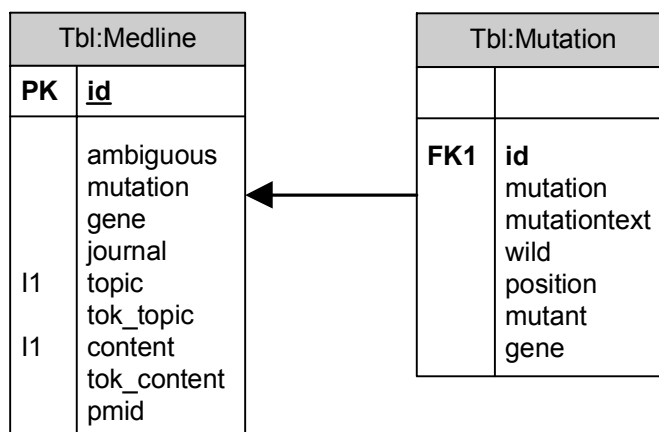 Tbl:Medline
PK id
ambiguous
mutation
gene
journal
I1 topic
tok_topic
I1 content
tok_content
pmid
Tbl:Mutation
FK1 id
mutation
mutationtext
wild
position
mutant
gene